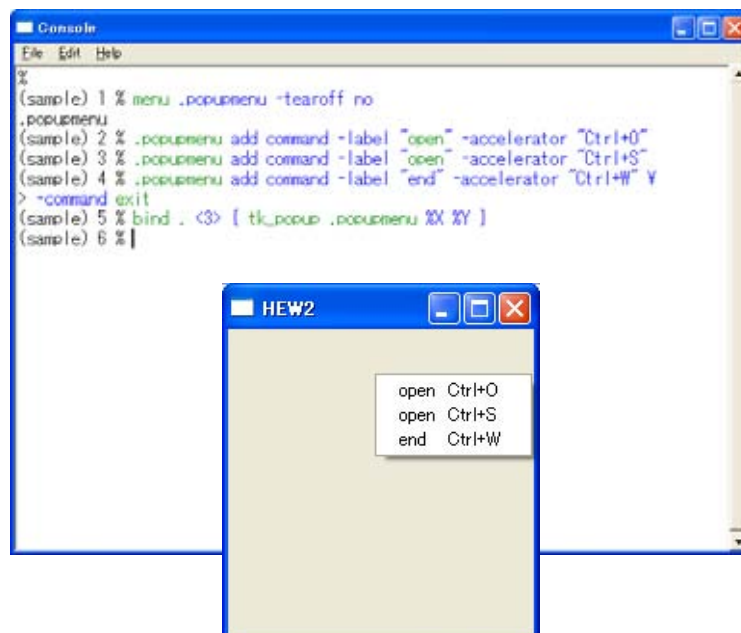 Console
File Edit Help
%
(sample) 1 % menu .popupmenu -tearoff no
.popupmenu
(sample) 2 % .popupmenu add command -label "open" -accelerator "Ctrl+O"
(sample) 3 % .popupmenu add command -label "open" -accelerator "Ctrl+S"
(sample) 4 % .popupmenu add command -label "end" -accelerator "Ctrl+W" ¥
> -command exit
(sample) 5 % bind . <3> { tk_popup .popupmenu %X %Y }
(sample) 6 %
HEW2
open Ctrl+O
open Ctrl+S
end Ctrl+W